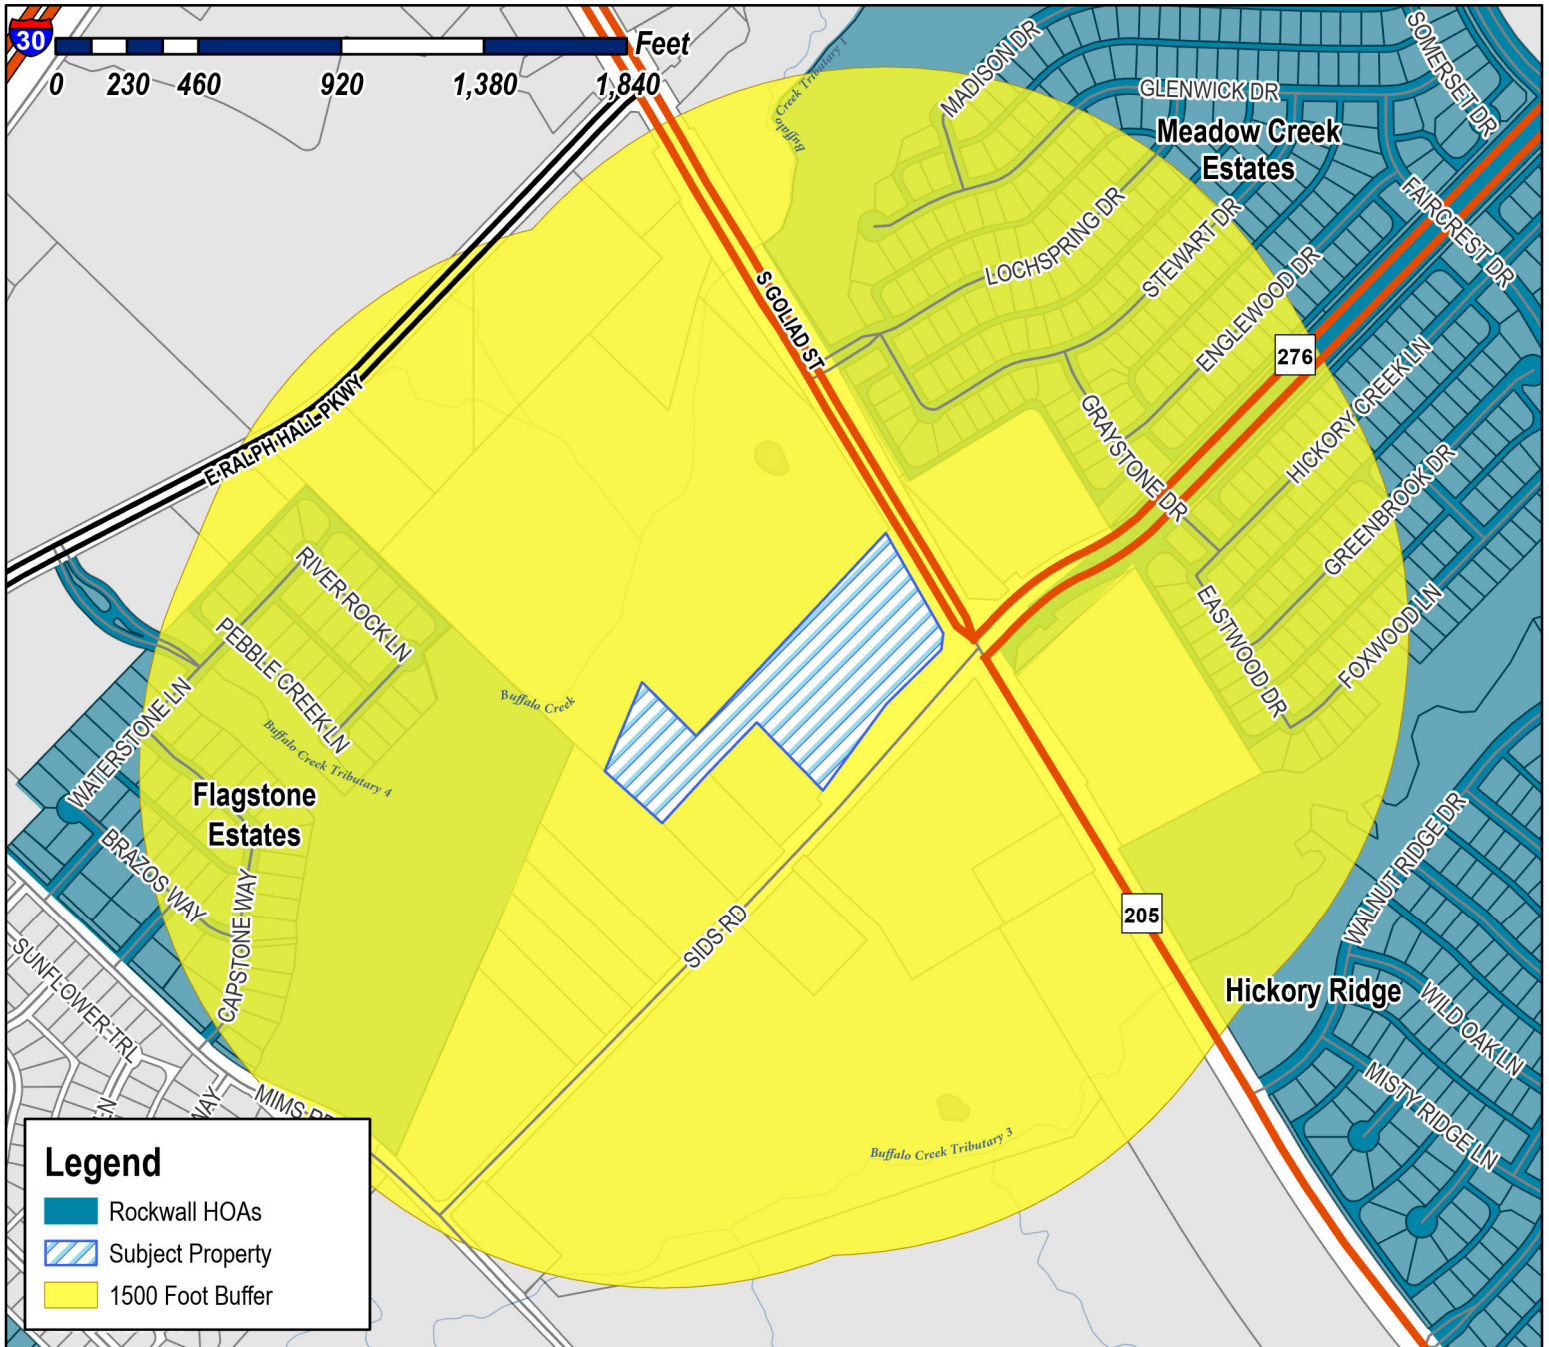 30
Feet
0 230 460 920 1,380 1,840
Buffalo Creek Tributary 1
MADISON DR
GLENWICK DR
SOMERSET DR
Meadow Creek
Estates
FAIRCREST DR
LOCHSPRING DR
STEWART DR
ENGLEWOOD DR
S GOLIAD ST
276
HICKORY CREEK LN
E RALPH HALL PKWY
GRAYSTONE DR
GREENBROOK DR
RIVER ROCK LN
EASTWOOD DR
FOXWOOD LN
PEBBLE CREEK LN
Buffalo Creek
WATERSTONE LN
Buffalo Creek Tributary 4
Flagstone
Estates
BRAZOS WAY
CAPSTONE WAY
WALNUT RIDGE DR
205
SIDS RD
SUNFLOWER TRL
Hickory Ridge
WILD OAK LN
MISTY RIDGE LN
MIMS
WAY
Buffalo Creek Tributary 3
Legend
Rockwall HOAs
Subject Property
1500 Foot Buffer